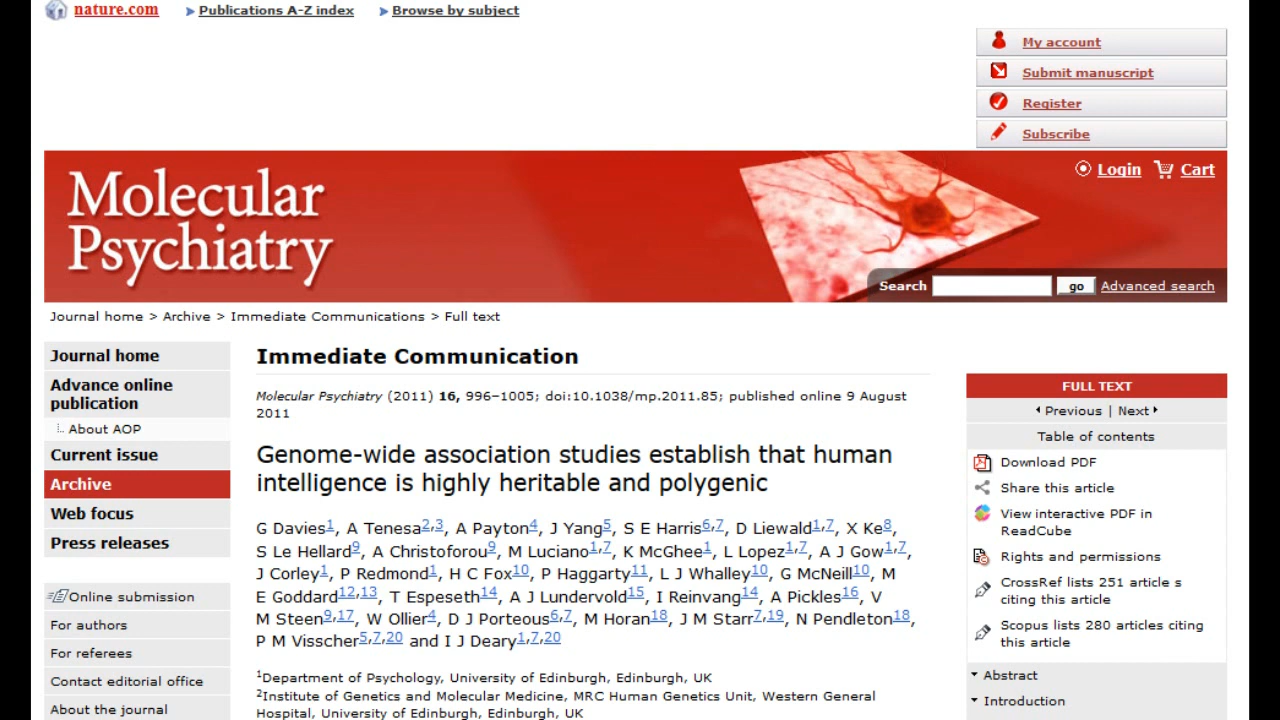 nature.com Publications A-Z index Browse by subject
My account
Submit manuscript
Register
Subscribe
Login Cart
Molecular
Psychiatry
Search go Advanced search
Journal home > Archive > Immediate Communications > Full text
Journal home
Advance online
publication
About AOP
Current issue
Archive
Web focus
Press releases
Online submission
For authors
For referees
Contact editorial office
About the journal
Immediate Communication
Molecular Psychiatry (2011) 16, 996–1005; doi:10.1038/mp.2011.85; published online 9 August
2011
Genome-wide association studies establish that human
intelligence is highly heritable and polygenic
G Davies1, A Tenesa2,3, A Payton4, J Yang5, S E Harris6,7, D Liewald1,7, X Ke8,
S Le Hellard9, A Christoforou9, M Luciano1,7, K McGhee1, L Lopez1,7, A J Gow1,7,
J Corley1, P Redmond1, H C Fox10, P Haggarty11, L J Whalley10, G McNeill10, M
E Goddard12,13, T Espeseth14, A J Lundervold15, I Reinvang14, A Pickles16, V
M Steen9,17, W Ollier4, D J Porteous6,7, M Horan18, J M Starr7,19, N Pendleton18,
P M Visscher5,7,20 and I J Deary1,7,20
1Department of Psychology, University of Edinburgh, Edinburgh, UK
2Institute of Genetics and Molecular Medicine, MRC Human Genetics Unit, Western General
Hospital, University of Edinburgh, Edinburgh, UK
FULL TEXT
Previous | Next
Table of contents
Download PDF
Share this article
View interactive PDF in
ReadCube
Rights and permissions
CrossRef lists 251 article s
citing this article
Scopus lists 280 articles citing
this article
Abstract
Introduction